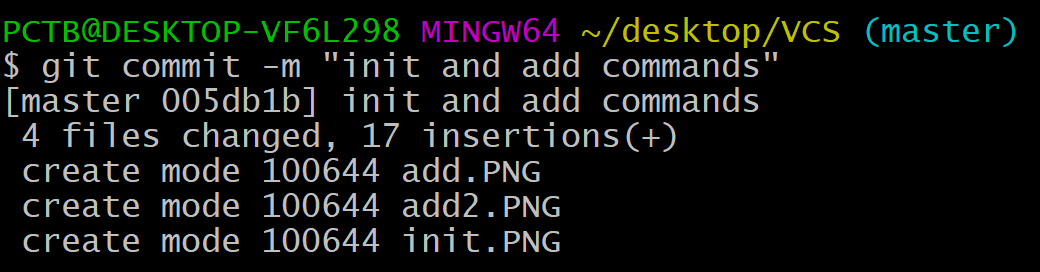 PCTB@DESKTOP-VF6L298 MINGW64 ~/desktop/VCS (master)
$ git commit -m "init and add commands"
[master 005db1b] init and add commands
 4 files changed, 17 insertions(+)
 create mode 100644 add.PNG
 create mode 100644 add2.PNG
 create mode 100644 init.PNG